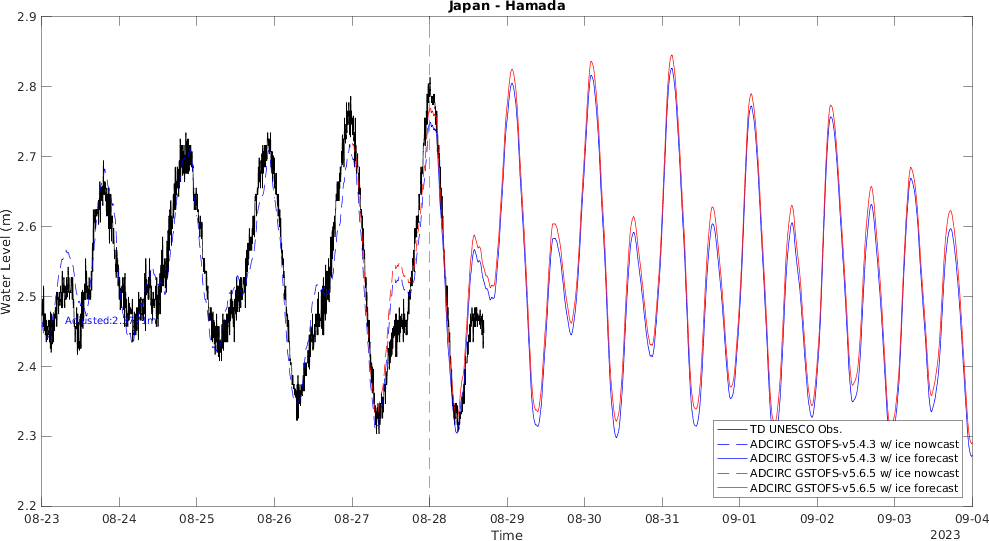 Japan - Hamada
2.9
2.8
2.7
2.6
2.5
2.4
2.3
2.2
Water Level (m)
TD UNESCO Obs.
ADCIRC GSTOFS-v5.4.3 w/ ice nowcast
ADCIRC GSTOFS-v5.4.3 w/ ice forecast
ADCIRC GSTOFS-v5.6.5 w/ ice nowcast
ADCIRC GSTOFS-v5.6.5 w/ ice forecast
08-23 08-24 08-25 08-26 08-27 08-28 08-29 08-30 08-31 09-01 09-02 09-03 09-04
Time
2023